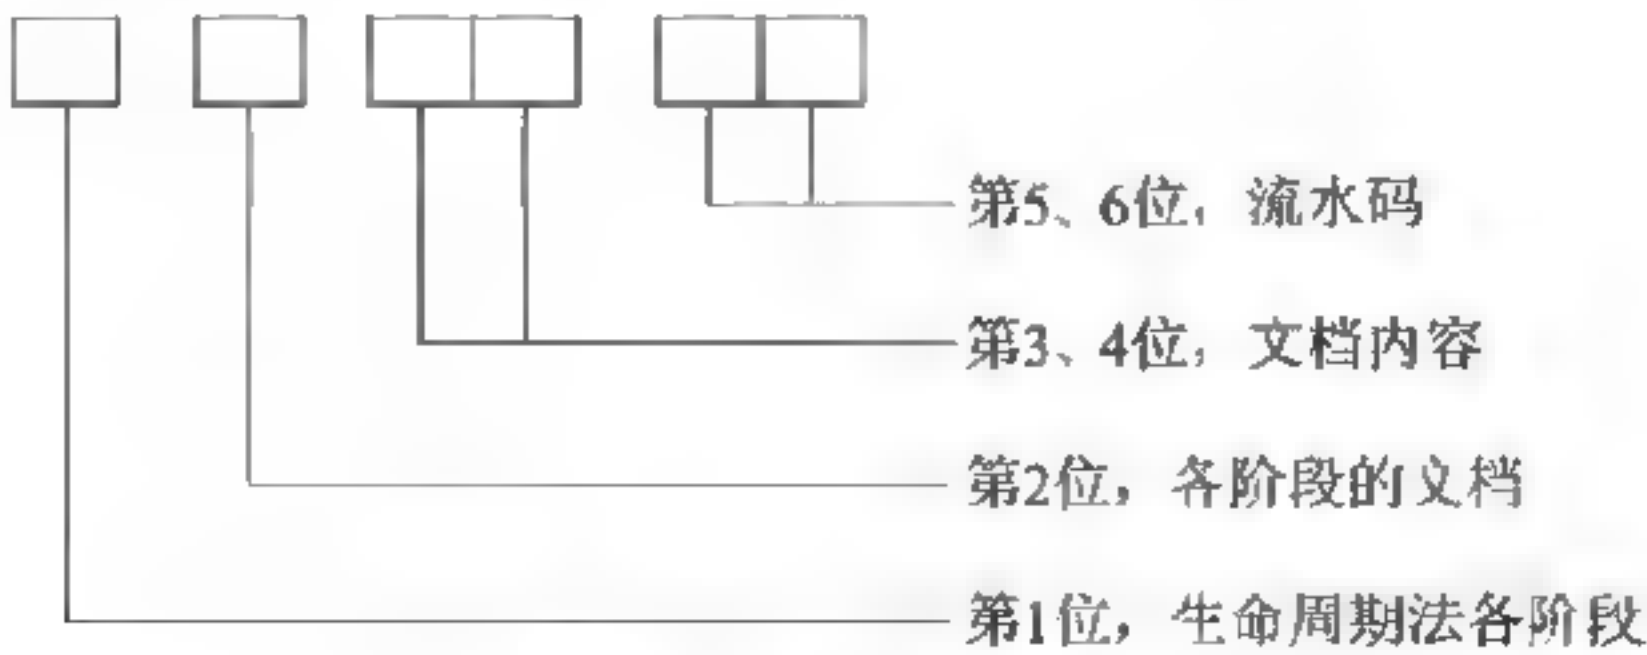 第5、6位，流水码
第3、4位，文档内容
第2位，各阶段的文档
第1位，生命周期法各阶段